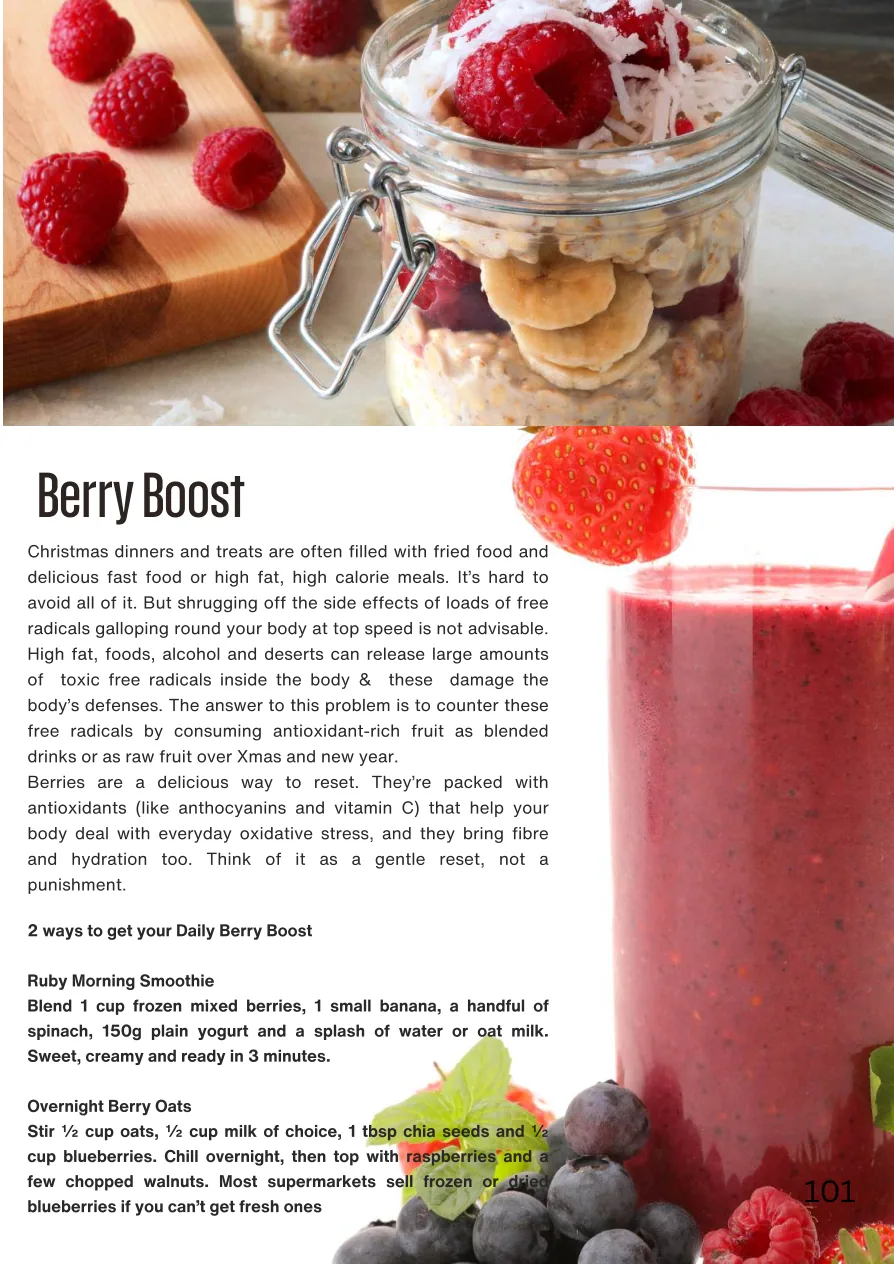 Berry Boost
Christmas dinners and treats are often filled with fried food and
delicious fast food or high fat, high calorie meals. It’s hard to
avoid all of it. But shrugging off the side effects of loads of free
radicals galloping round your body at top speed is not advisable.
High fat, foods, alcohol and deserts can release large amounts
of toxic free radicals inside the body & these damage the
body’s defenses. The answer to this problem is to counter these
free radicals by consuming antioxidant-rich fruit as blended
drinks or as raw fruit over Xmas and new year.
Berries are a delicious way to reset. They’re packed with
antioxidants (like anthocyanins and vitamin C) that help your
body deal with everyday oxidative stress, and they bring fibre
and hydration too. Think of it as a gentle reset, not a
punishment.
2 ways to get your Daily Berry Boost
Ruby Morning Smoothie
Blend 1 cup frozen mixed berries, 1 small banana, a handful of
spinach, 150g plain yogurt and a splash of water or oat milk.
Sweet, creamy and ready in 3 minutes.
Overnight Berry Oats
Stir ½ cup oats, ½ cup milk of choice, 1 tbsp chia seeds and ½
cup blueberries. Chill overnight, then top with raspberries and a
few chopped walnuts. Most supermarkets sell frozen or dried
blueberries if you can’t get fresh ones
101